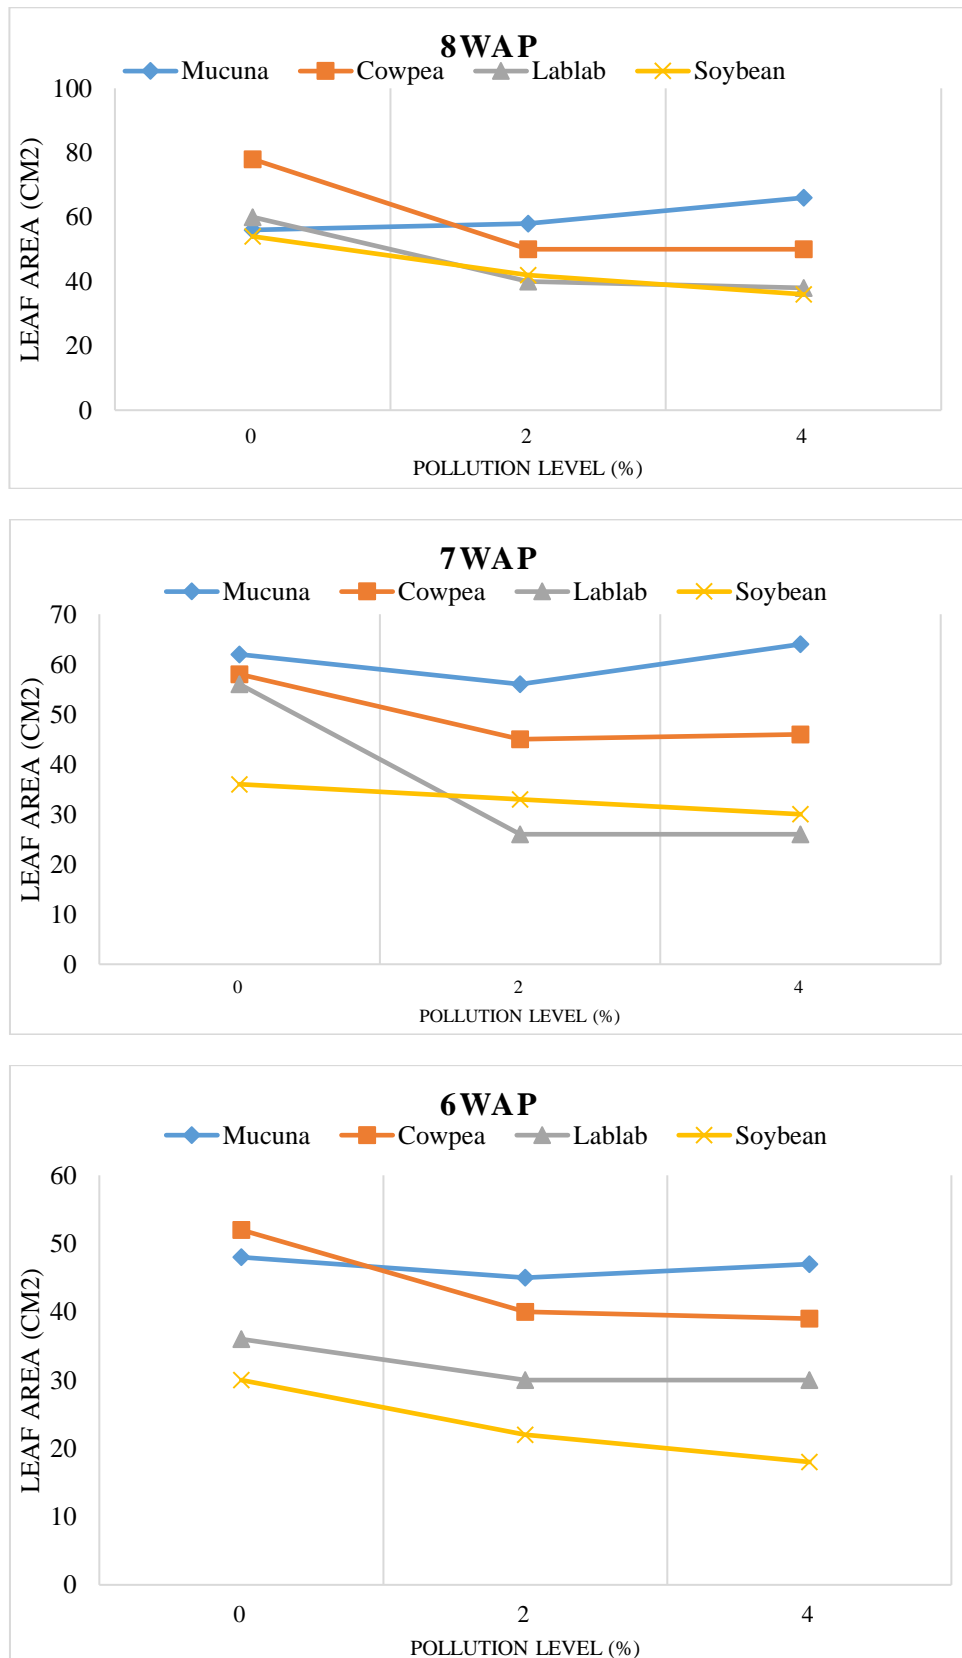 8WAP
Mucuna Cowpea Lablab Soybean
100
80
60
40
20
0
LEAF AREA (CM2)
0 2 4
POLLUTION LEVEL (%)
7WAP
Mucuna Cowpea Lablab Soybean
70
60
50
40
30
20
10
0
LEAF AREA (CM2)
0 2 4
POLLUTION LEVEL (%)
6WAP
Mucuna Cowpea Lablab Soybean
60
50
40
30
20
10
0
LEAF AREA (CM2)
0 2 4
POLLUTION LEVEL (%)